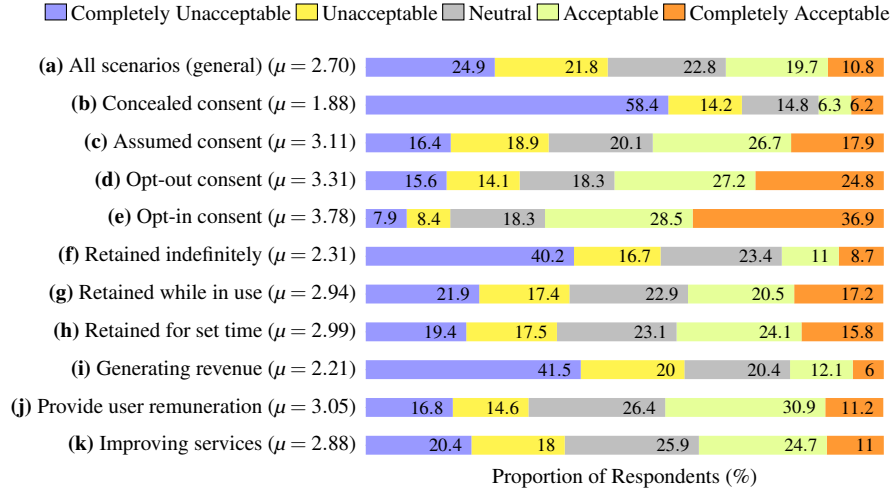 Completely Unacceptable Unacceptable Neutral Acceptable Completely Acceptable
(a) All scenarios (general) (μ = 2.70) 24.9 21.8 22.8 19.7 10.8
(b) Concealed consent (μ = 1.88) 58.4 14.2 14.8 6.3 6.2
(c) Assumed consent (μ = 3.11) 16.4 18.9 20.1 26.7 17.9
(d) Opt-out consent (μ = 3.31) 15.6 14.1 18.3 27.2 24.8
(e) Opt-in consent (μ = 3.78) 7.9 8.4 18.3 28.5 36.9
(f) Retained indefinitely (μ = 2.31) 40.2 16.7 23.4 11 8.7
(g) Retained while in use (μ = 2.94) 21.9 17.4 22.9 20.5 17.2
(h) Retained for set time (μ = 2.99) 19.4 17.5 23.1 24.1 15.8
(i) Generating revenue (μ = 2.21) 41.5 20 20.4 12.1 6
(j) Provide user remuneration (μ = 3.05) 16.8 14.6 26.4 30.9 11.2
(k) Improving services (μ = 2.88) 20.4 18 25.9 24.7 11
Proportion of Respondents (%)